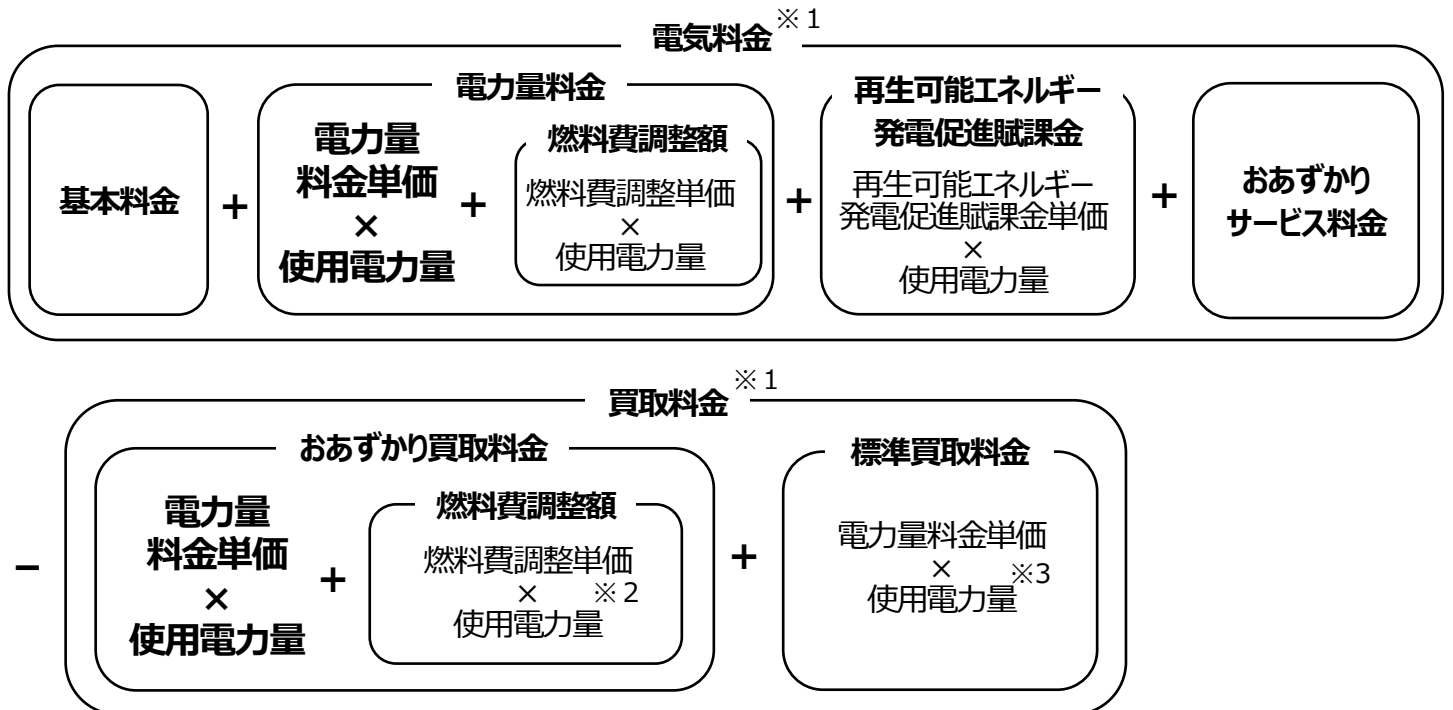 電気料金※1
基本料金
+
電力量料金
電力量
料金単価
×
使用電力量
+
燃料費調整額
燃料費調整単価
×
使用電力量
+
再生可能エネルギー
発電促進賦課金
再生可能エネルギー
発電促進賦課金単価
×
使用電力量
+
おあずかり
サービス料金
−
買取料金※1
おあずかり買取料金
電力量
料金単価
×
使用電力量
+
燃料費調整額
燃料費調整単価
× ※2
使用電力量
+
標準買取料金
電力量料金単価
× ※3
使用電力量